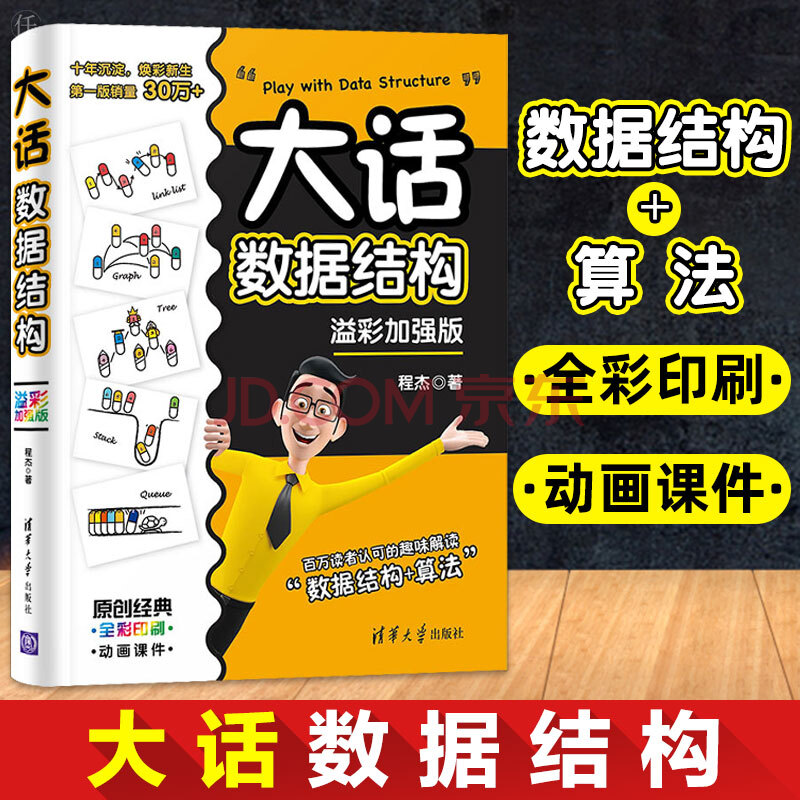 任
大话
数据结构
溢彩
加强版
程杰◎著
清华大学出版社
十年沉淀，焕彩新生
第一版销量 30万+
link list
Graph
Tree
Stack
Queue
原创经典
·全彩印刷·
·动画课件·
“Play with Data Structure”
大话
数据结构
溢彩加强版
程杰◎著
JD.COM 京东
百万读者认可的趣味解读
“数据结构+算法”
清华大学出版社
数据结构
+
算法
·全彩印刷·
·动画课件·
大话数据结构